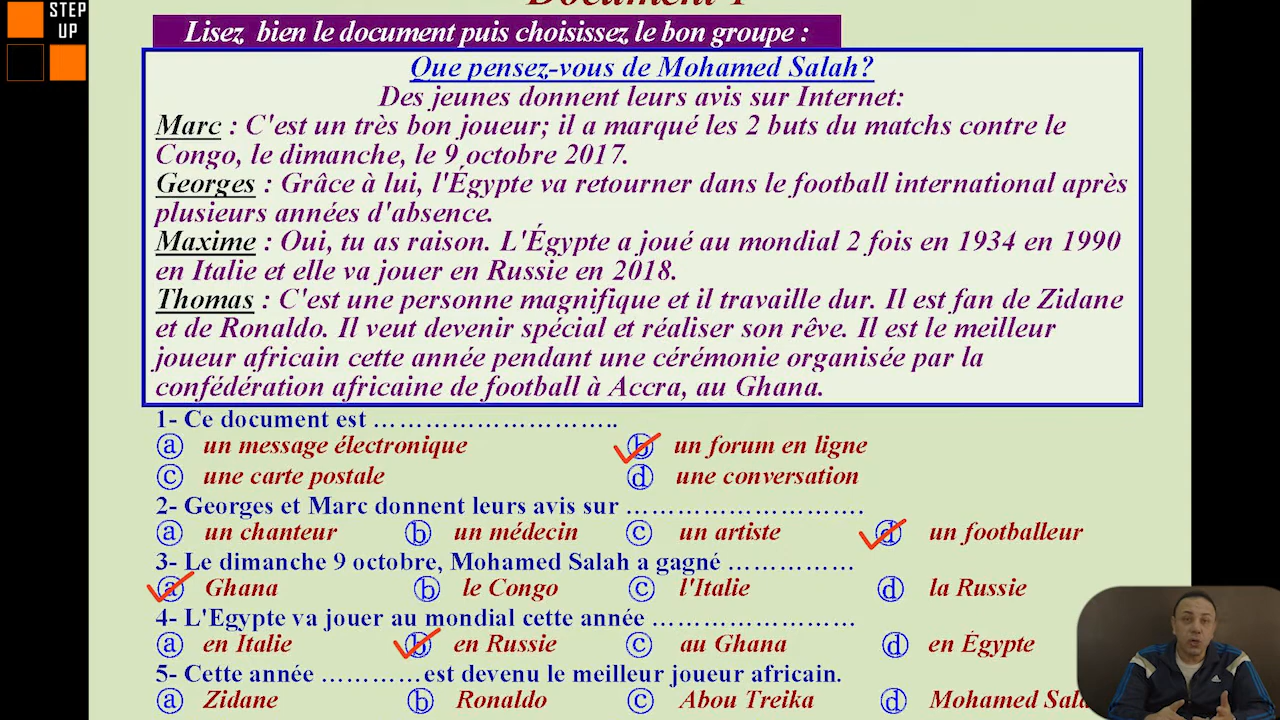 STEP
UP
Document 1
Lisez bien le document puis choisissez le bon groupe :
Que pensez-vous de Mohamed Salah?
Des jeunes donnent leurs avis sur Internet:
Marc : C'est un très bon joueur; il a marqué les 2 buts du matchs contre le
Congo, le dimanche, le 9 octobre 2017.
Georges : Grâce à lui, l'Égypte va retourner dans le football international après
plusieurs années d'absence.
Maxime : Oui, tu as raison. L'Égypte a joué au mondial 2 fois en 1934 en 1990
en Italie et elle va jouer en Russie en 2018.
Thomas : C'est une personne magnifique et il travaille dur. Il est fan de Zidane
et de Ronaldo. Il veut devenir spécial et réaliser son rêve. Il est le meilleur
joueur africain cette année pendant une cérémonie organisée par la
confédération africaine de football à Accra, au Ghana.
1- Ce document est ……………………….
a un message électronique b un forum en ligne
c une carte postale d une conversation
2- Georges et Marc donnent leurs avis sur ……………………….
a un chanteur b un médecin c un artiste d un footballeur
3- Le dimanche 9 octobre, Mohamed Salah a gagné ……………
a Ghana b le Congo c l'Italie d la Russie
4- L'Egypte va jouer au mondial cette année ……………………
a en Italie b en Russie c au Ghana d en Égypte
5- Cette année …………est devenu le meilleur joueur africain.
a Zidane b Ronaldo c Abou Treika d Mohamed